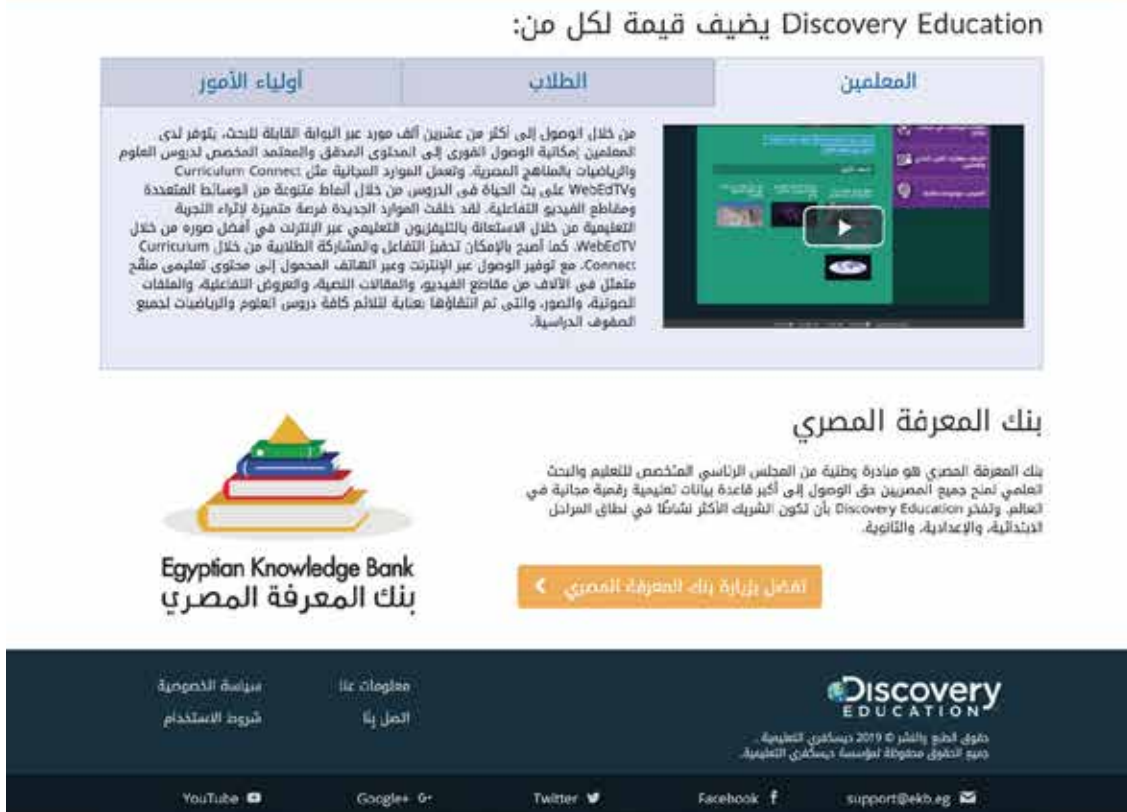 Discovery Education يضيف قيمة لكل من:
المعلمين
الطلاب
أولياء الأمور
من خلال الوصول إلى أكثر من عشرين ألف مورد عبر البوابة القابلة للبحث، يتوفر لدى
المعلمين إمكانية الوصول الفورى إلى المحتوى المدقق والمعتمد المخصص لدروس العلوم
والرياضيات بالمناهج المصرية. وتعمل الموارد المجانية مثل Curriculum Connect
وWebEdTV على بث الحياة فى الدروس من خلال أنماط متنوعة من الوسائط المتعددة
ومقاطع الفيديو التفاعلية. لقد خلقت الموارد الجديدة فرصة متميزة لإثراء التجربة
التعليمية من خلال الاستعانة بالتليفزيون التعليمي عبر الإنترنت في أفضل صوره من خلال
WebEdTV. كما أصبح بالإمكان تحفيز التفاعل والمشاركة الطلابية من خلال Curriculum
Connect، مع توفير الوصول عبر الإنترنت وعبر الهاتف المحمول إلى محتوى تعليمى منقّح
متمثل فى الآلاف من مقاطع الفيديو، والمقالات النصية، والعروض التفاعلية، والملفات
الصوتية، والصور، والتى تم انتقاؤها بعناية لتلائم كافة دروس العلوم والرياضيات لجميع
الصفوف الدراسية.
بنك المعرفة المصري
بنك المعرفة المصري هو مبادرة وطنية من المجلس الرئاسي المتخصص للتعليم والبحث
العلمي لمنح جميع المصريين حق الوصول إلى أكبر قاعدة بيانات تعليمية رقمية مجانية في
العالم. وتفخر Discovery Education بأن تكون الشريك الأكثر نشاطًا في نطاق المراحل
الابتدائية، والإعدادية، والثانوية.
تفضل بزيارة بنك المعرفة المصري
Egyptian Knowledge Bank
بنك المعرفة المصري
Discovery
EDUCATION
حقوق الطبع والنشر © 2019 ديسكفري التعليمية .
جميع الحقوق محفوظة لمؤسسة ديسكفري التعليمية.
معلومات عنا
سياسة الخصوصية
اتصل بنا
شروط الاستخدام
support@ekb.eg
Facebook
Twitter
Google+ G+
YouTube